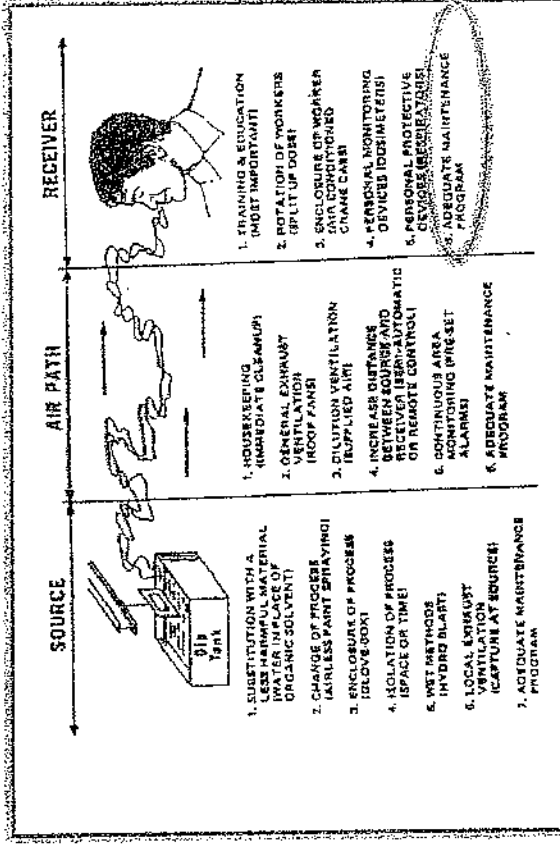 SOURCE
AIR PATH
RECEIVER
Dip
Tank
1. SUBSTITUTION WITH A
LESS HARMFUL MATERIAL
(WATER IN PLACE OF
ORGANIC SOLVENT)
2. CHANGE OF PROCESS
(AIRLESS PAINT SPRAYING)
3. ENCLOSURE OF PROCESS
(GLOVE BOX)
4. ISOLATION OF PROCESS
(SPACE OR TIME)
5. WET METHODS
(HYDRO BLAST)
6. LOCAL EXHAUST
VENTILATION
(CAPTURE AT SOURCE)
7. ADEQUATE MAINTENANCE
PROGRAM
1. HOUSEKEEPING
(IMMEDIATE CLEANUP)
2. GENERAL EXHAUST
VENTILATION
(ROOF FANS)
3. DILUTION VENTILATION
(SUPPLIED AIR)
4. INCREASE DISTANCE
BETWEEN SOURCE AND
RECEIVER (SEMI-AUTOMATIC
OR REMOTE CONTROL)
5. CONTINUOUS AREA
MONITORING (PRE-SET
ALARMS)
6. ADEQUATE MAINTENANCE
PROGRAM
1. TRAINING & EDUCATION
(MOST IMPORTANT)
2. ROTATION OF WORKERS
(SPLIT UP DOSE)
3. ENCLOSURE OF WORKER
(AIR CONDITIONED
CRANE CABS)
4. PERSONAL MONITORING
DEVICES (DOSIMETERS)
5. PERSONAL PROTECTIVE
DEVICES (RESPIRATORS)
6. ADEQUATE MAINTENANCE
PROGRAM